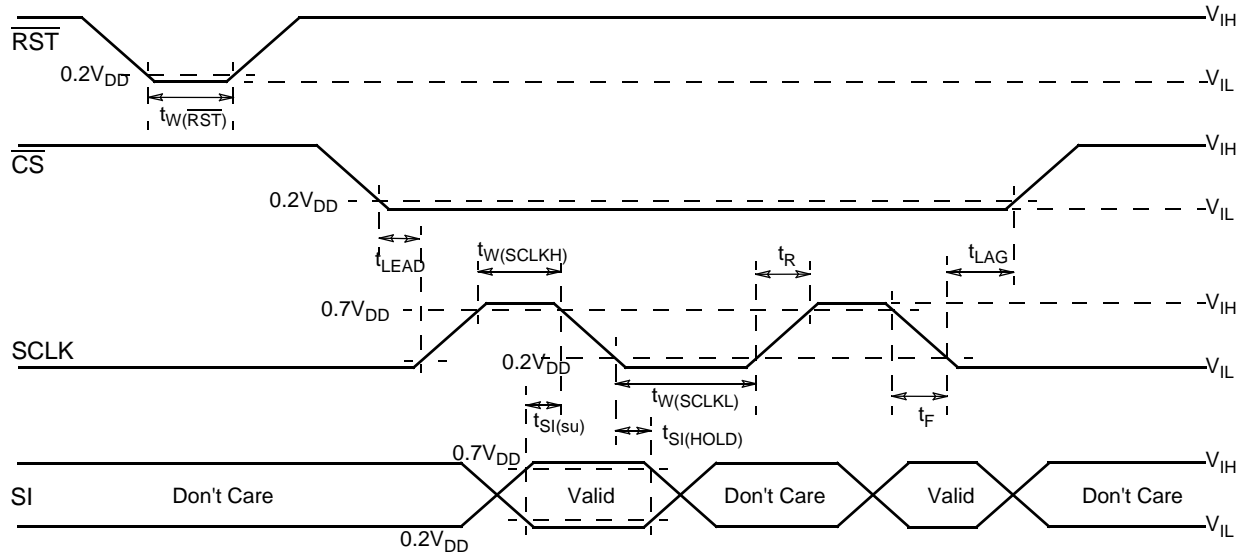 RST
V_IH
0.2V_DD
V_IL
t_W(RST)
CS
V_IH
0.2V_DD
V_IL
t_LEAD
t_W(SCLKH)
t_R
t_LAG
0.7V_DD
V_IH
SCLK
0.2V_DD
V_IL
t_W(SCLKL)
t_F
t_SI(su)
t_SI(HOLD)
0.7V_DD
V_IH
SI
Don't Care
Valid
Don't Care
Valid
Don't Care
0.2V_DD
V_IL